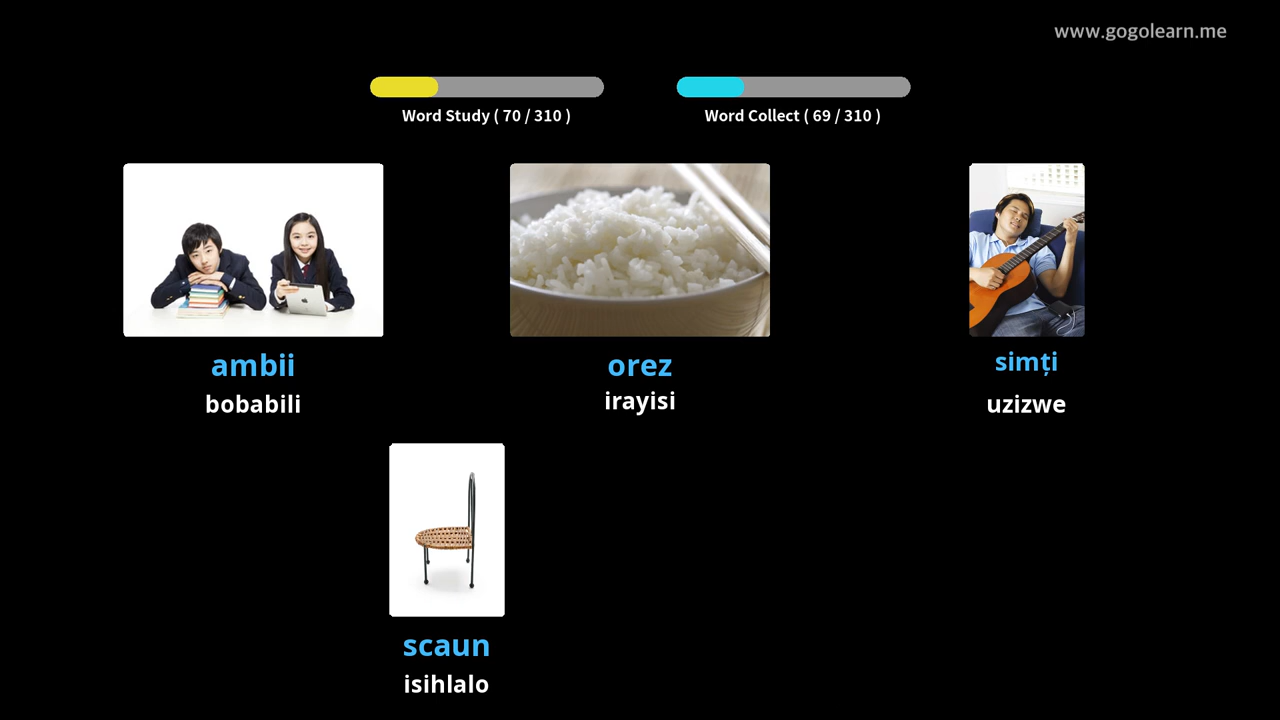 www.gogolearn.me
Word Study ( 70 / 310 )
Word Collect ( 69 / 310 )
ambii
bobabili
orez
irayisi
simți
uzizwe
scaun
isihlalo